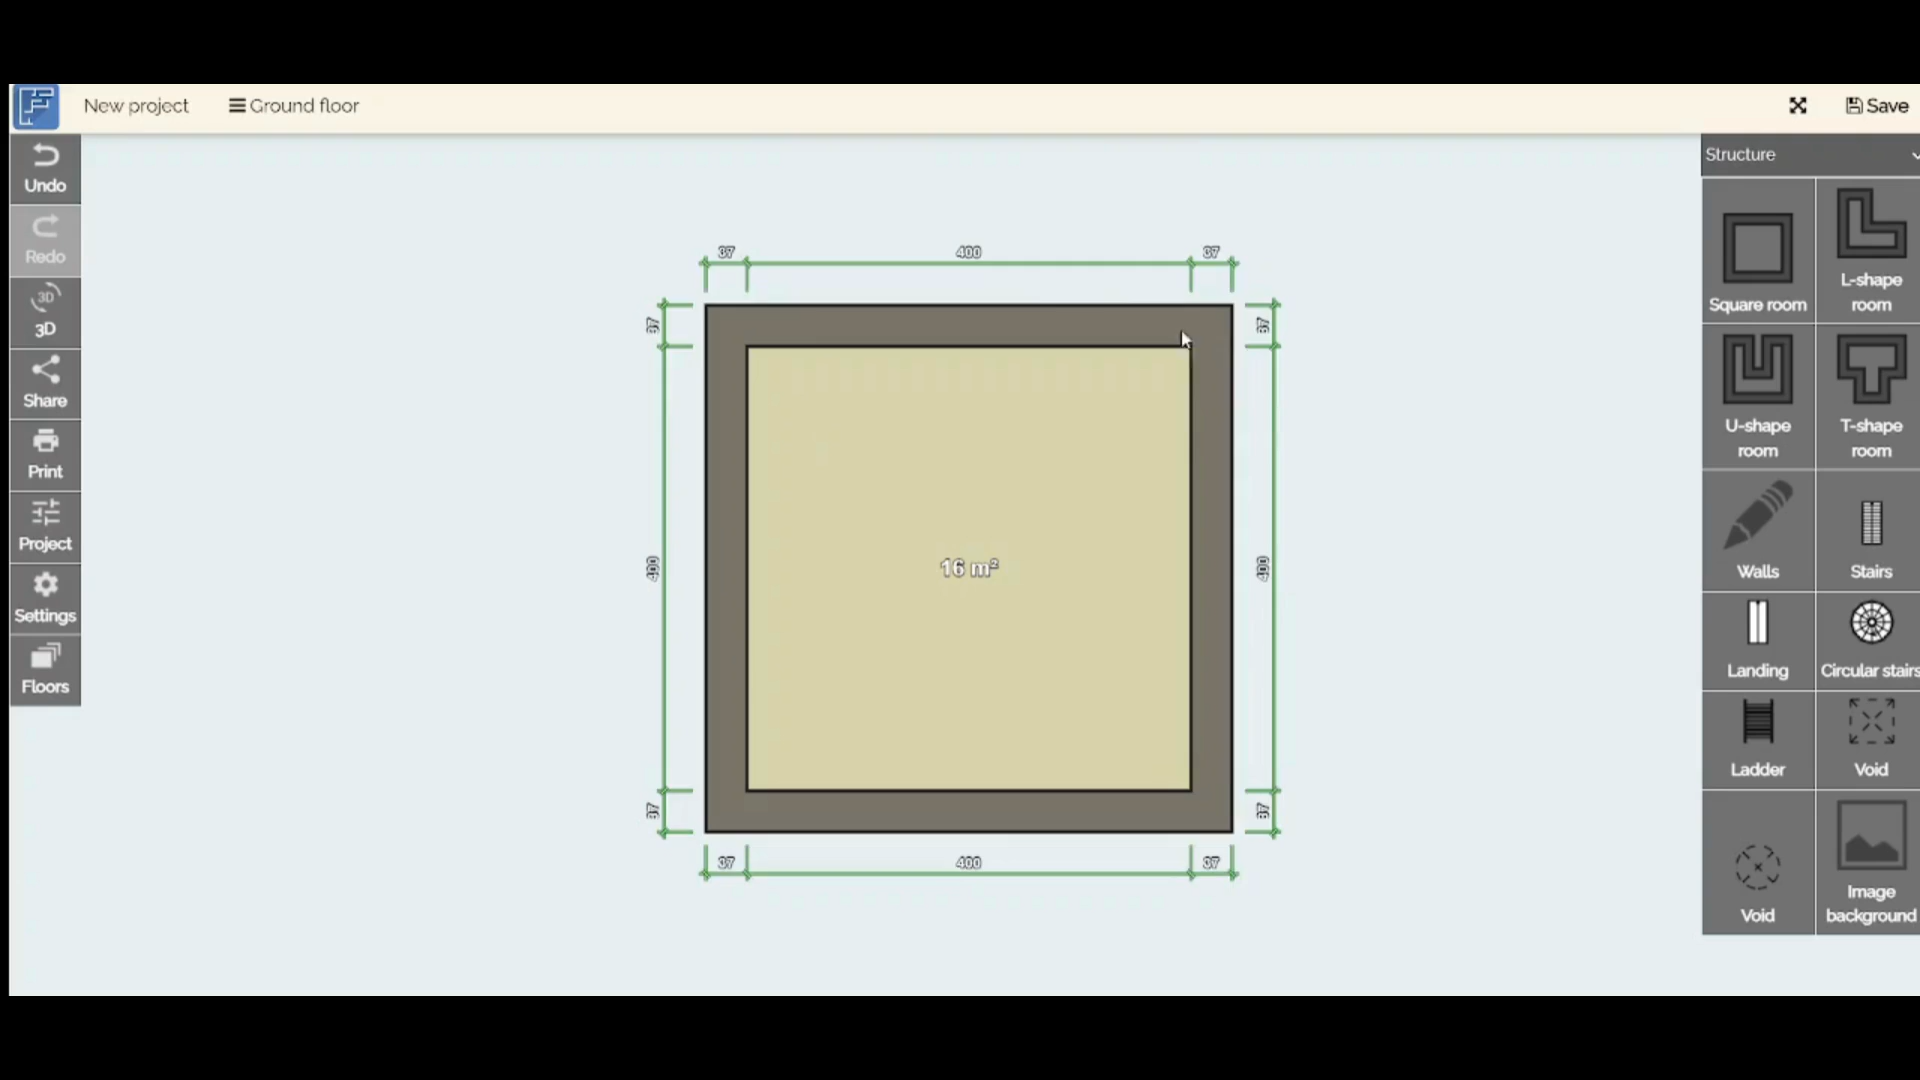 New project
Ground floor
Save
Undo
Redo
3D
3D
Share
Print
Project
Settings
Floors
37
400
37
37
400
37
16 m²
37
400
37
37
400
37
Structure
Square room
L-shape
room
U-shape
room
T-shape
room
Walls
Stairs
Landing
Circular stairs
Ladder
Void
Void
Image
background